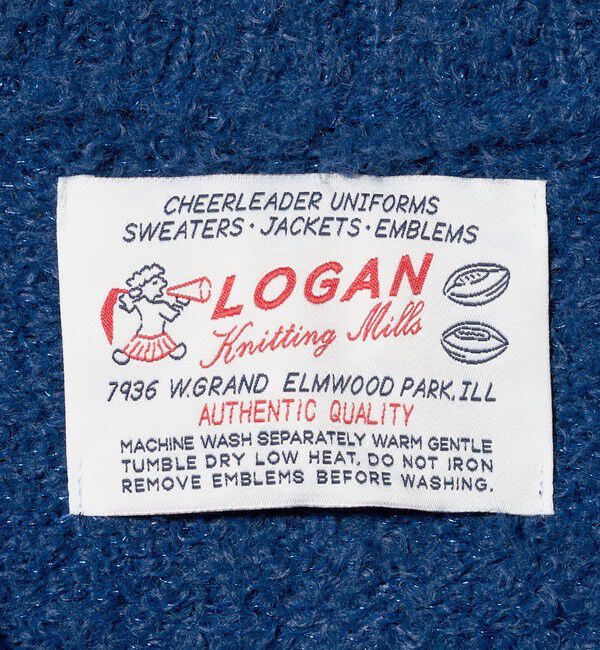 CHEERLEADER UNIFORMS
SWEATERS · JACKETS · EMBLEMS
LOGAN
Knitting Mills
7936 W. GRAND ELMWOOD PARK, ILL
AUTHENTIC QUALITY
MACHINE WASH SEPARATELY WARM GENTLE
TUMBLE DRY LOW HEAT, DO NOT IRON
REMOVE EMBLEMS BEFORE WASHING.